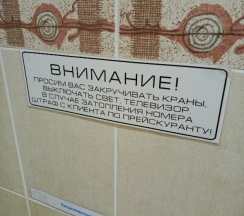 ВНИМАНИЕ!
ПРОСИМ ВАС ЗАКРУЧИВАТЬ КРАНЫ,
ВЫКЛЮЧАТЬ СВЕТ, ТЕЛЕВИЗОР
В СЛУЧАЕ ЗАТОПЛЕНИЯ НОМЕРА
ШТРАФ С КЛИЕНТА ПО ПРЕЙСКУРАНТУ!